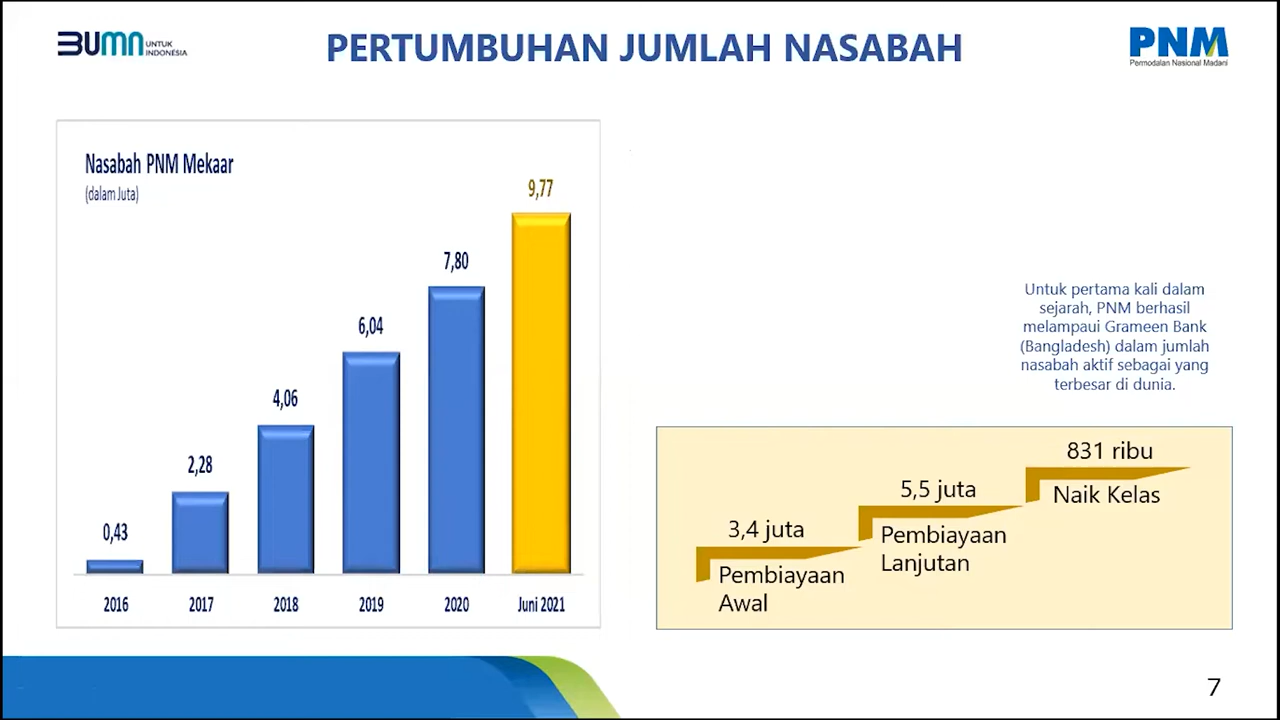 BUMN UNTUK
INDONESIA
PERTUMBUHAN JUMLAH NASABAH
PNM
Permodalan Nasional Madani
Nasabah PNM Mekaar
(dalam Juta)
0,43
2,28
4,06
6,04
7,80
9,77
2016
2017
2018
2019
2020
Juni 2021
Untuk pertama kali dalam
sejarah, PNM berhasil
melampaui Grameen Bank
(Bangladesh) dalam jumlah
nasabah aktif sebagai yang
terbesar di dunia.
3,4 juta
Pembiayaan
Awal
5,5 juta
Pembiayaan
Lanjutan
831 ribu
Naik Kelas
7